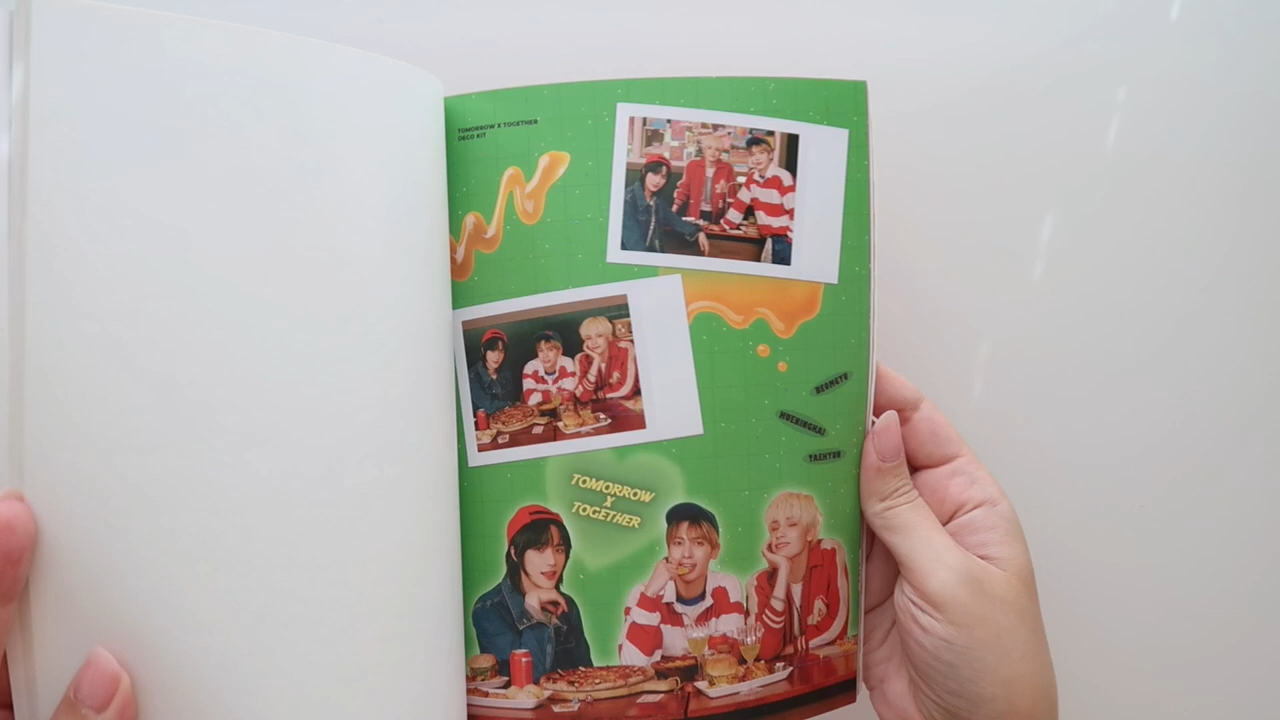 TOMORROW X TOGETHER
DECO KIT
BEOMGYU
HUENINGKAI
TAEHYUN
TOMORROW
X
TOGETHER